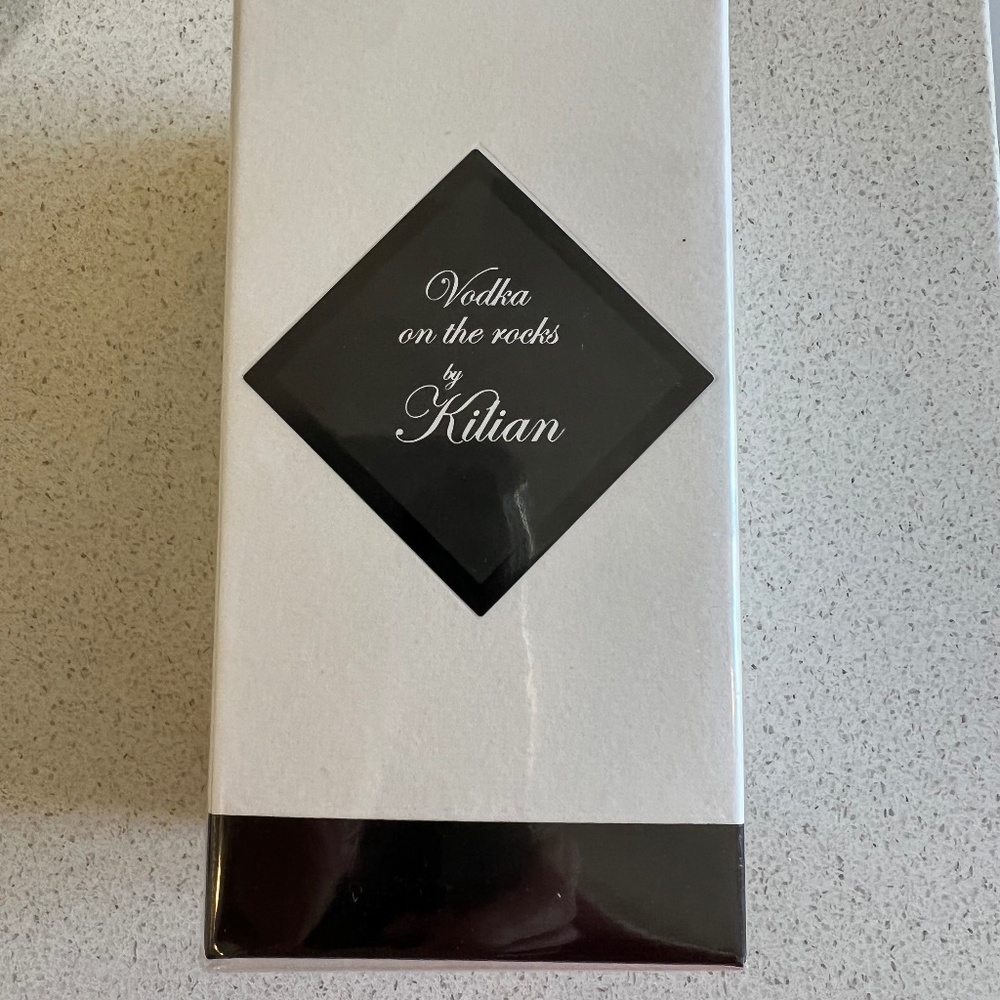 Vodka
on the rocks
by
Kilian